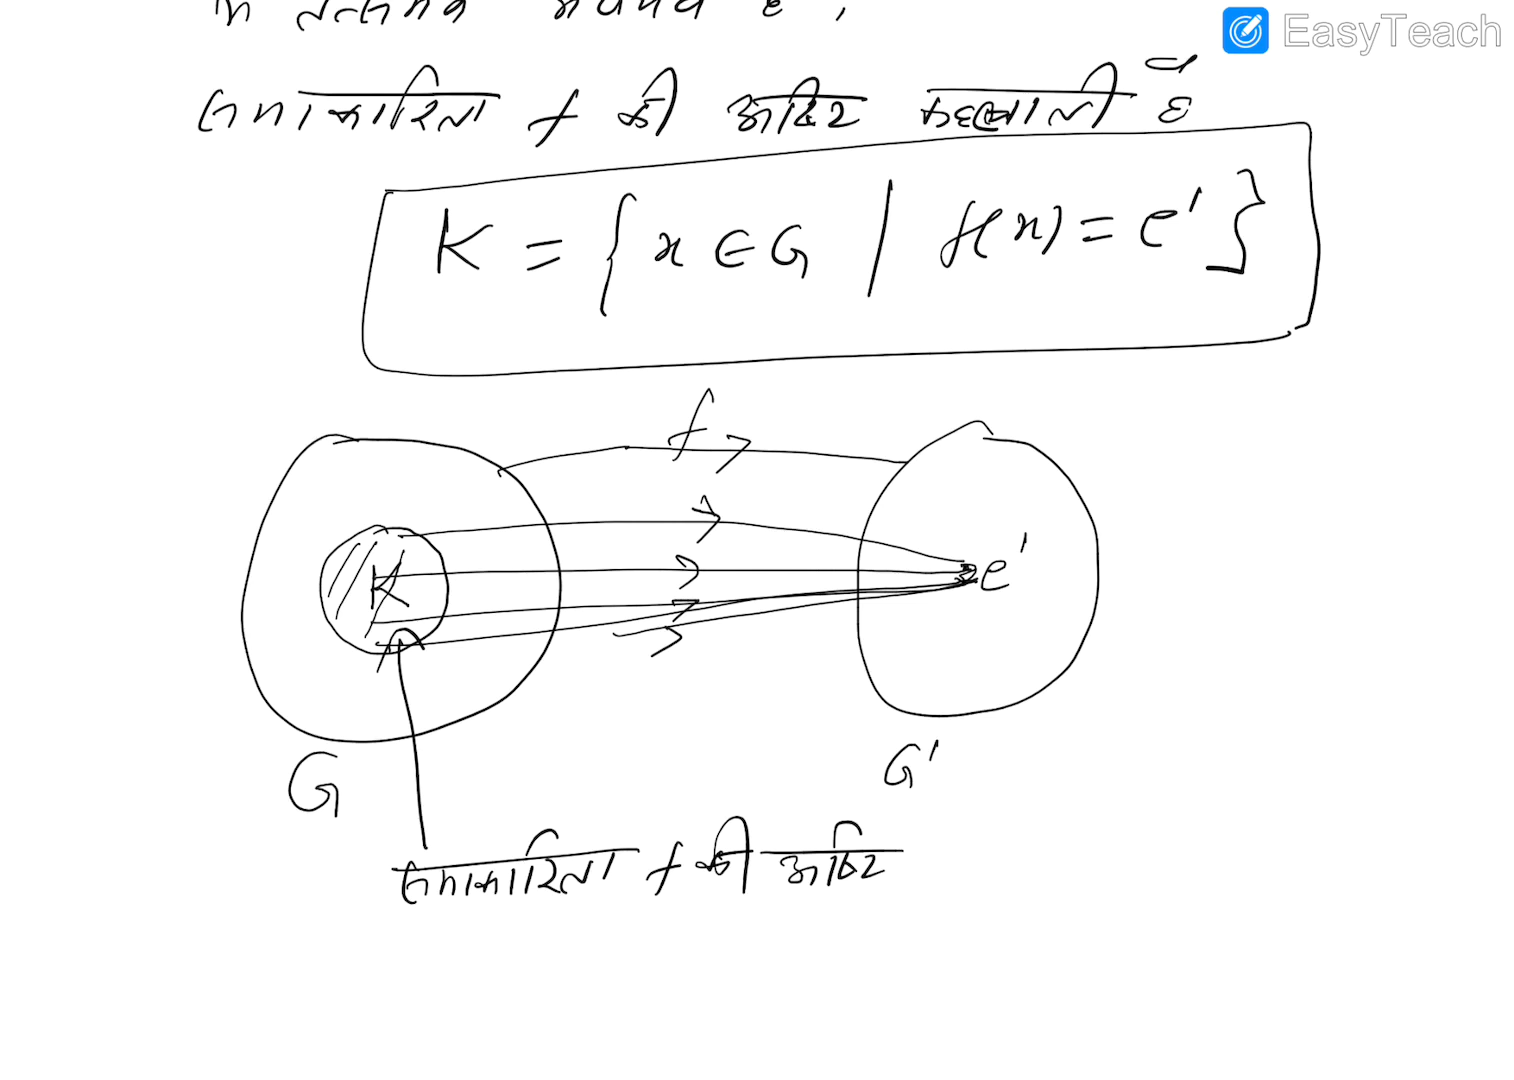 EasyTeach
समाकारिता f की अष्टि कहलाती है
K = { x ∈ G | f(x) = e' }
f
K
e'
G
G'
समाकारिता f की अष्टि